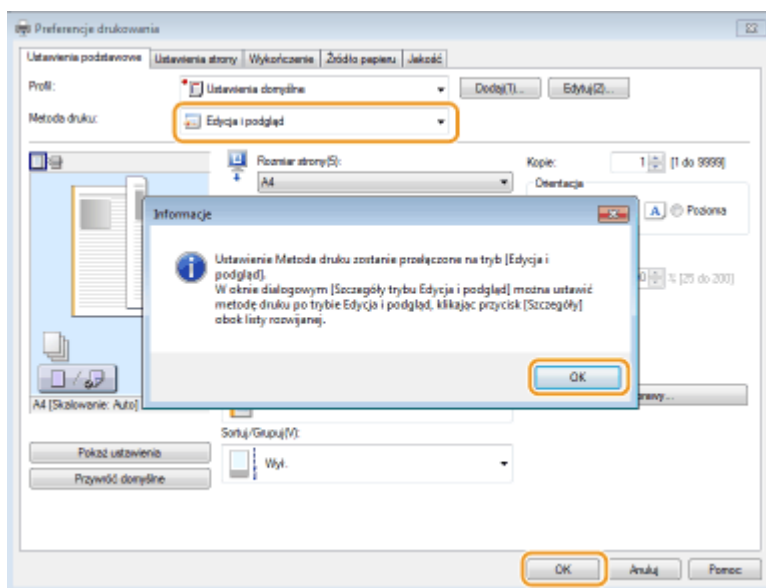 Preferencje drukowania
Ustawienia podstawowe Ustawienia strony Wykończenie Źródło papieru Jakość
Profil: Ustawienia domyślne Dodaj(1)... Edytuj(2)...
Metoda druku: Edycja i podgląd
Rozmiar strony(5): Kopie: 1 [1 do 9999]
A4 Orientacja
A Pozioma
Informacje
Ustawienie Metoda druku zostanie przełączone na tryb [Edycja i
podgląd].
W oknie dialogowym [Szczegóły trybu Edycja i podgląd] można ustawić
metodę druku po trybie Edycja i podgląd, klikając przycisk [Szczegóły]
obok listy rozwijanej.
% [25 do 200]
OK
A4 [Skalowanie: Auto]
Sortuj/Grupuj(V):
Pokaż ustawienia
Wył.
Przywróć domyślne
OK Anuluj Pomoc